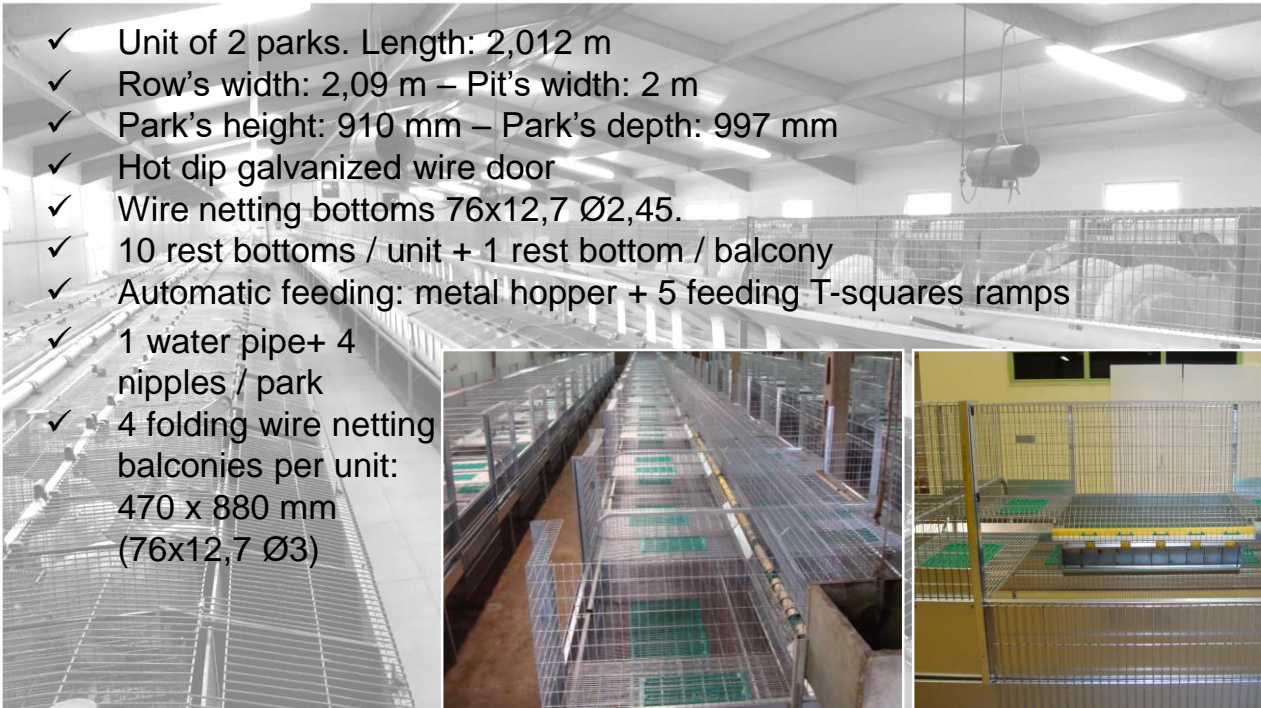 ✓ Unit of 2 parks. Length: 2,012 m
✓ Row’s width: 2,09 m – Pit’s width: 2 m
✓ Park’s height: 910 mm – Park’s depth: 997 mm
✓ Hot dip galvanized wire door
✓ Wire netting bottoms 76x12,7 Ø2,45.
✓ 10 rest bottoms / unit + 1 rest bottom / balcony
✓ Automatic feeding: metal hopper + 5 feeding T-squares ramps
✓ 1 water pipe+ 4
nipples / park
✓ 4 folding wire netting
balconies per unit:
470 x 880 mm
(76x12,7 Ø3)